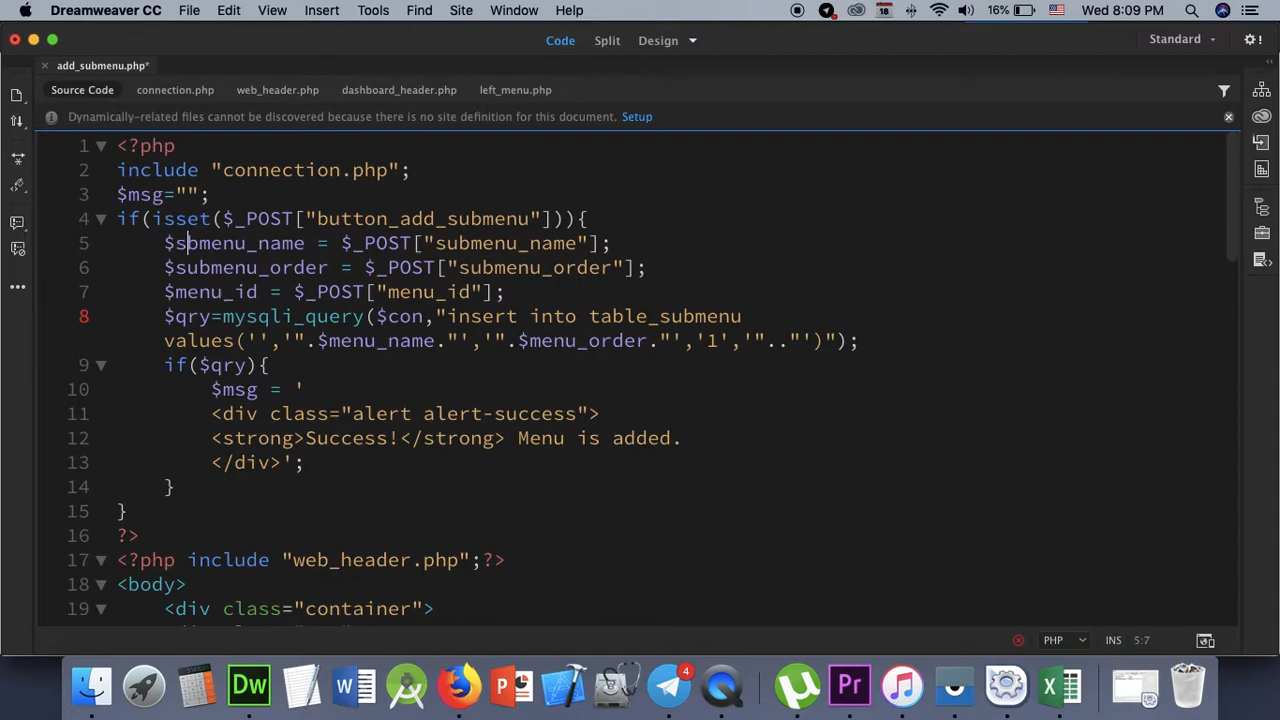 Dreamweaver CC File Edit View Insert Tools Find Site Window Help 18 16% Wed 8:09 PM
Code Split Design Standard
× add_submenu.php*
Source Code connection.php web_header.php dashboard_header.php left_menu.php
Dynamically-related files cannot be discovered because there is no site definition for this document. Setup
1 <?php
2 include "connection.php";
3 $msg="";
4 if(isset($_POST["button_add_submenu"])){
5 $sbmenu_name = $_POST["submenu_name"];
6 $submenu_order = $_POST["submenu_order"];
7 $menu_id = $_POST["menu_id"];
8 $qry=mysqli_query($con,"insert into table_submenu
values('','".$menu_name."','".$menu_order."','1','".."')");
9 if($qry){
10 $msg = '
11 <div class="alert alert-success">
12 <strong>Success!</strong> Menu is added.
13 </div>';
14 }
15 }
16 ?>
17 <?php include "web_header.php";?>
18 <body>
19 <div class="container">
PHP INS 5:7
Dw W P 4 µ Pr X